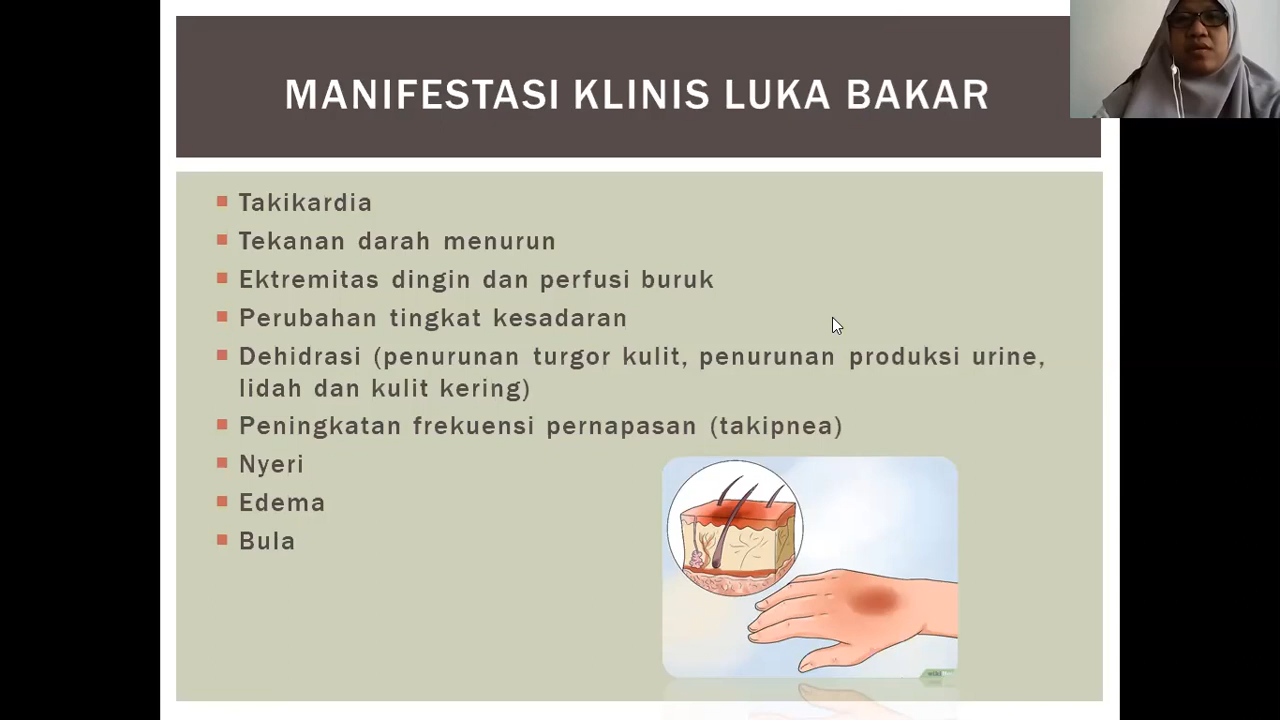 MANIFESTASI KLINIS LUKA BAKAR
Takikardia
Tekanan darah menurun
Ektremitas dingin dan perfusi buruk
Perubahan tingkat kesadaran
Dehidrasi (penurunan turgor kulit, penurunan produksi urine,
lidah dan kulit kering)
Peningkatan frekuensi pernapasan (takipnea)
Nyeri
Edema
Bula